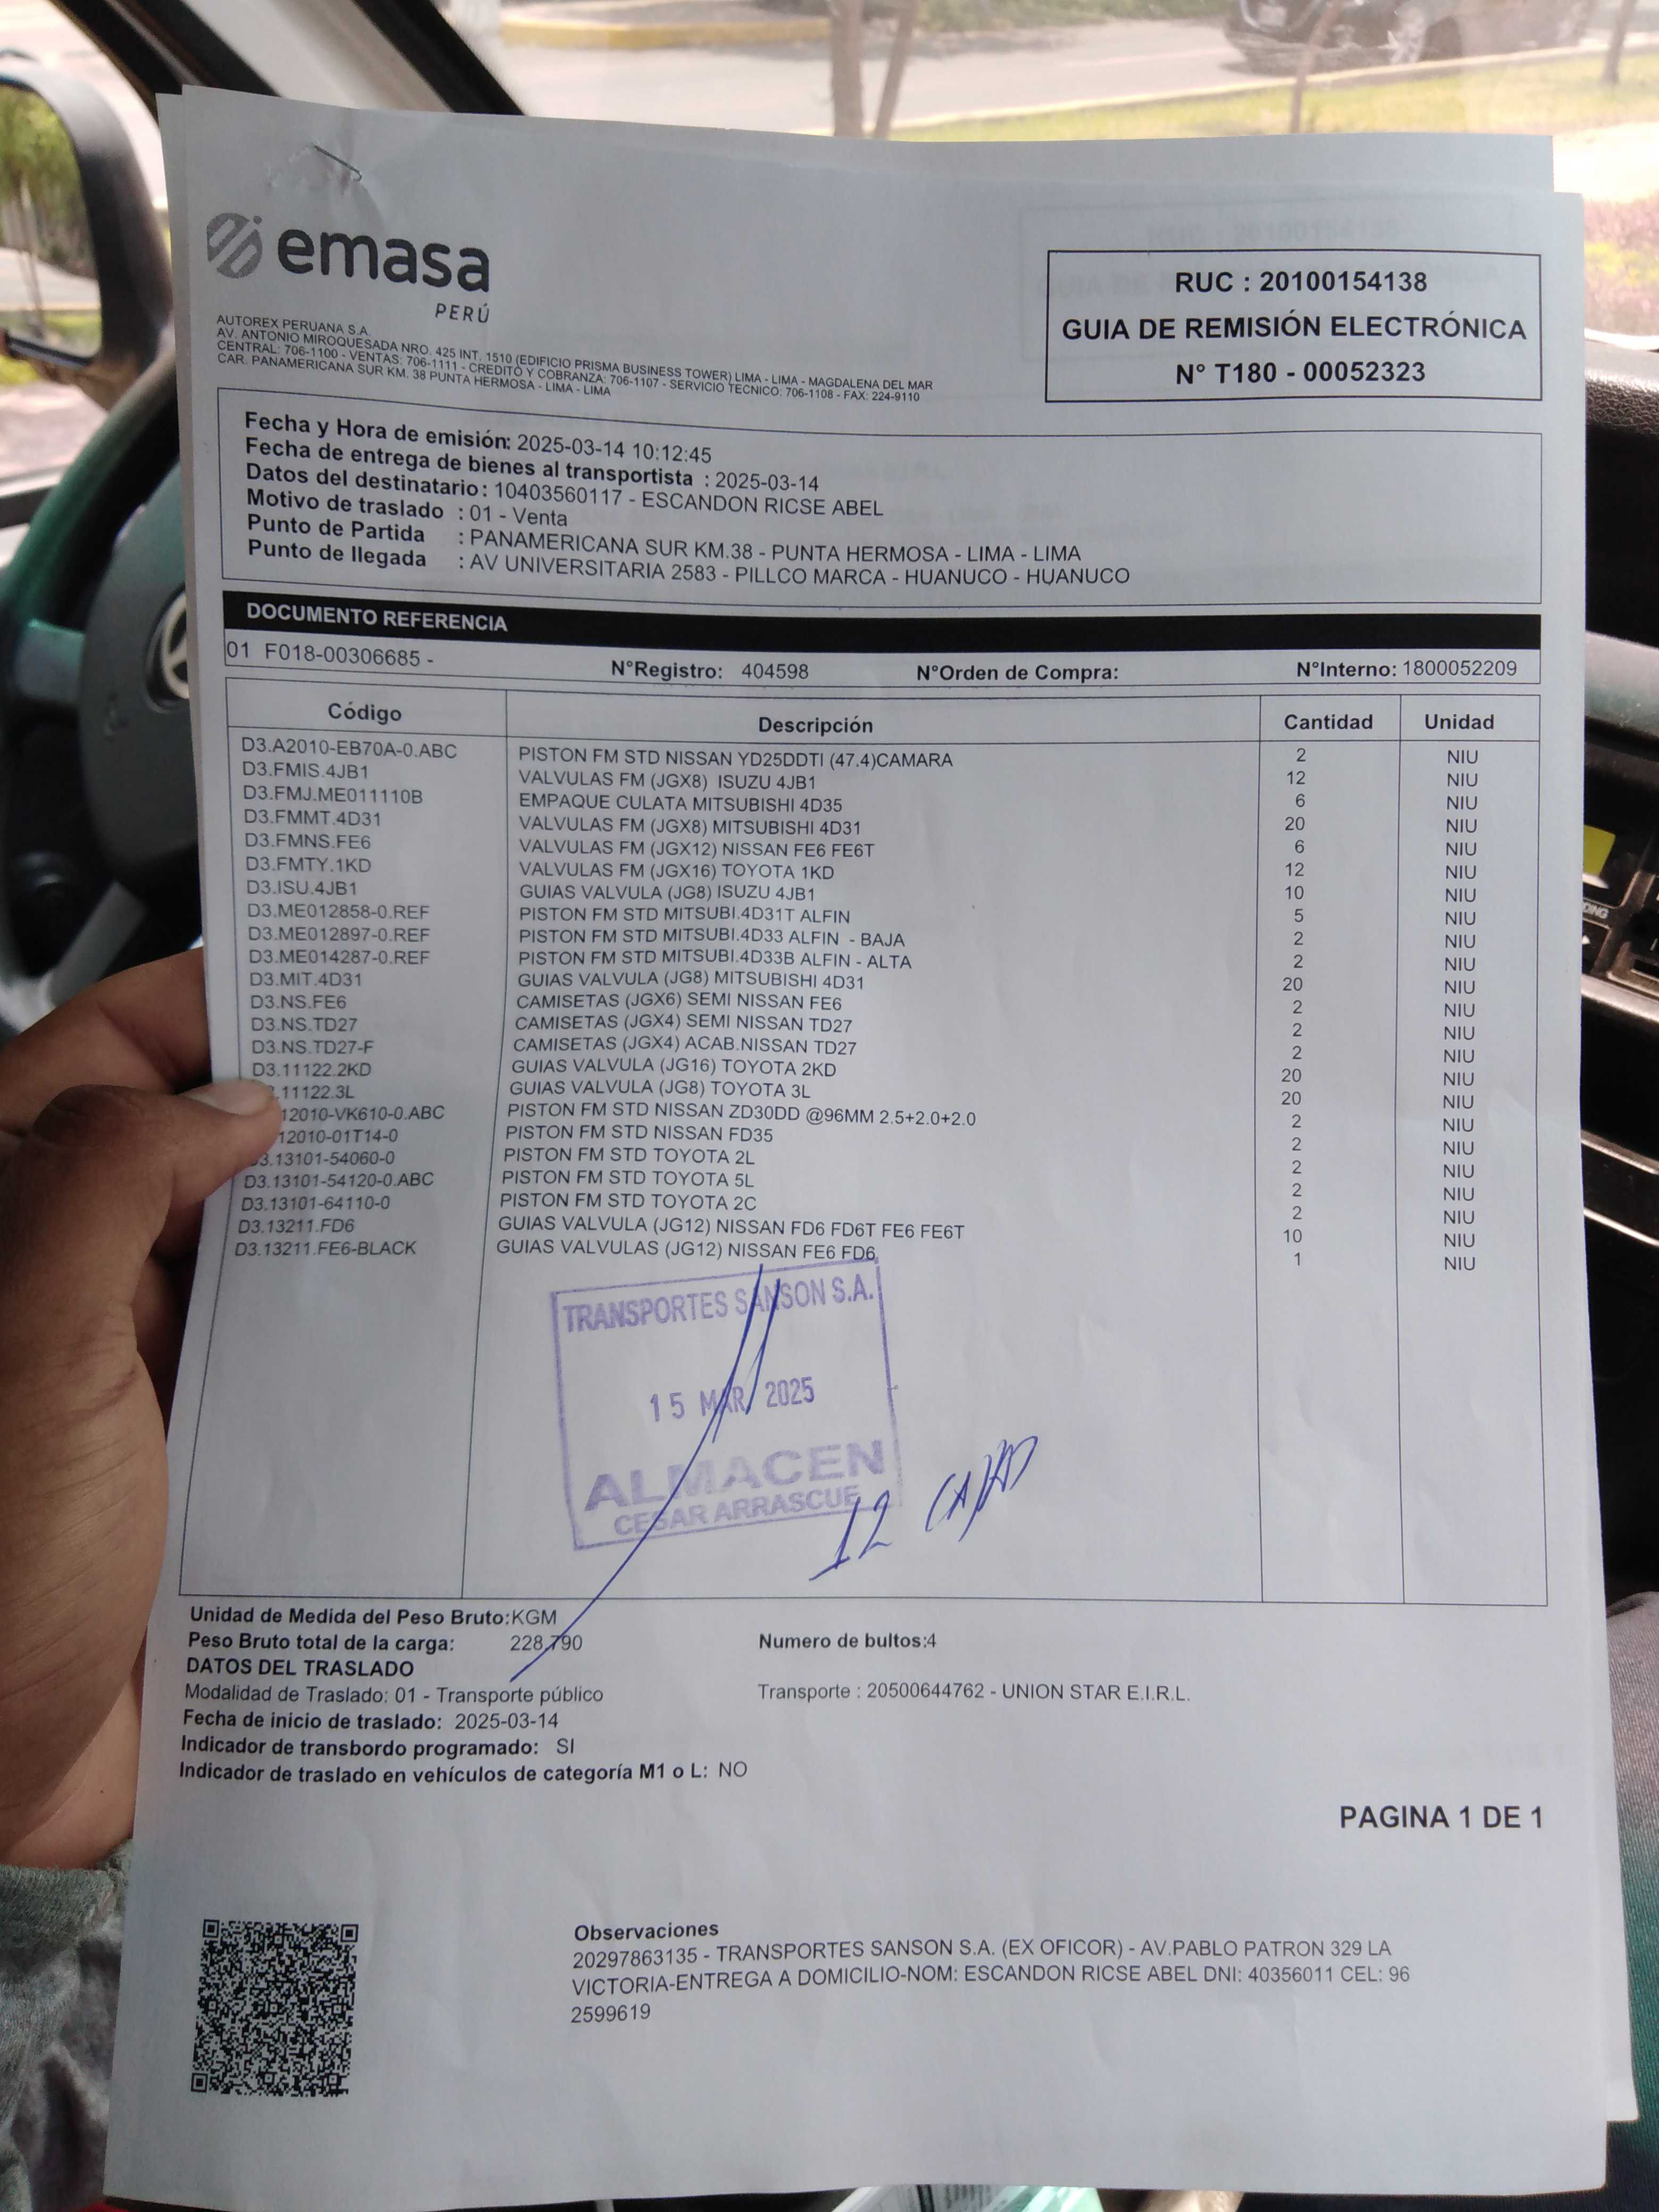 emasa
PERÚ
AUTOREX PERUANA S.A.
AV. ANTONIO MIROQUESADA NRO. 425 INT. 1510 (EDIFICIO PRISMA BUSINESS TOWER) LIMA - LIMA - MAGDALENA DEL MAR
CENTRAL: 706-1100 - VENTAS: 706-1111 - CREDITO Y COBRANZA: 706-1107 - SERVICIO TECNICO: 706-1108 - FAX: 224-9110
CAR. PANAMERICANA SUR KM. 38 PUNTA HERMOSA - LIMA - LIMA
RUC : 20100154138
GUIA DE REMISIÓN ELECTRÓNICA
N° T180 - 00052323
Fecha y Hora de emisión: 2025-03-14 10:12:45
Fecha de entrega de bienes al transportista : 2025-03-14
Datos del destinatario : 10403560117 - ESCANDON RICSE ABEL
Motivo de traslado : 01 - Venta
Punto de Partida : PANAMERICANA SUR KM.38 - PUNTA HERMOSA - LIMA - LIMA
Punto de llegada : AV UNIVERSITARIA 2583 - PILLCO MARCA - HUANUCO - HUANUCO
DOCUMENTO REFERENCIA
01 F018-00306685 - N°Registro: 404598 N°Orden de Compra: N°Interno: 1800052209
Código Descripción Cantidad Unidad
D3.A2010-EB70A-0.ABC PISTON FM STD NISSAN YD25DDTI (47.4)CAMARA 2 NIU
D3.FMIS.4JB1 VALVULAS FM (JGX8) ISUZU 4JB1 12 NIU
D3.FMJ.ME011110B EMPAQUE CULATA MITSUBISHI 4D35 6 NIU
D3.FMMT.4D31 VALVULAS FM (JGX8) MITSUBISHI 4D31 20 NIU
D3.FMNS.FE6 VALVULAS FM (JGX12) NISSAN FE6 FE6T 6 NIU
D3.FMTY.1KD VALVULAS FM (JGX16) TOYOTA 1KD 12 NIU
D3.ISU.4JB1 GUIAS VALVULA (JG8) ISUZU 4JB1 10 NIU
D3.ME012858-0.REF PISTON FM STD MITSUBI.4D31T ALFIN 5 NIU
D3.ME012897-0.REF PISTON FM STD MITSUBI.4D33 ALFIN - BAJA 2 NIU
D3.ME014287-0.REF PISTON FM STD MITSUBI.4D33B ALFIN - ALTA 2 NIU
D3.MIT.4D31 GUIAS VALVULA (JG8) MITSUBISHI 4D31 20 NIU
D3.NS.FE6 CAMISETAS (JGX6) SEMI NISSAN FE6 2 NIU
D3.NS.TD27 CAMISETAS (JGX4) SEMI NISSAN TD27 2 NIU
D3.NS.TD27-F CAMISETAS (JGX4) ACAB.NISSAN TD27 2 NIU
D3.11122.2KD GUIAS VALVULA (JG16) TOYOTA 2KD 20 NIU
.11122.3L GUIAS VALVULA (JG8) TOYOTA 3L 20 NIU
12010-VK610-0.ABC PISTON FM STD NISSAN ZD30DD @96MM 2.5+2.0+2.0 2 NIU
12010-01T14-0 PISTON FM STD NISSAN FD35 2 NIU
3.13101-54060-0 PISTON FM STD TOYOTA 2L 2 NIU
D3.13101-54120-0.ABC PISTON FM STD TOYOTA 5L 2 NIU
D3.13101-64110-0 PISTON FM STD TOYOTA 2C 2 NIU
D3.13211.FD6 GUIAS VALVULA (JG12) NISSAN FD6 FD6T FE6 FE6T 10 NIU
D3.13211.FE6-BLACK GUIAS VALVULAS (JG12) NISSAN FE6 FD6 1 NIU
TRANSPORTES SANSON S.A.
15 MAR 2025
ALMACEN
CESAR ARRASCUE
12
Unidad de Medida del Peso Bruto:KGM
Peso Bruto total de la carga: 228,790 Numero de bultos:4
DATOS DEL TRASLADO
Modalidad de Traslado: 01 - Transporte público Transporte : 20500644762 - UNION STAR E.I.R.L.
Fecha de inicio de traslado: 2025-03-14
Indicador de transbordo programado: SI
Indicador de traslado en vehículos de categoría M1 o L: NO
PAGINA 1 DE 1
Observaciones
20297863135 - TRANSPORTES SANSON S.A. (EX OFICOR) - AV.PABLO PATRON 329 LA
VICTORIA-ENTREGA A DOMICILIO-NOM: ESCANDON RICSE ABEL DNI: 40356011 CEL: 96
2599619